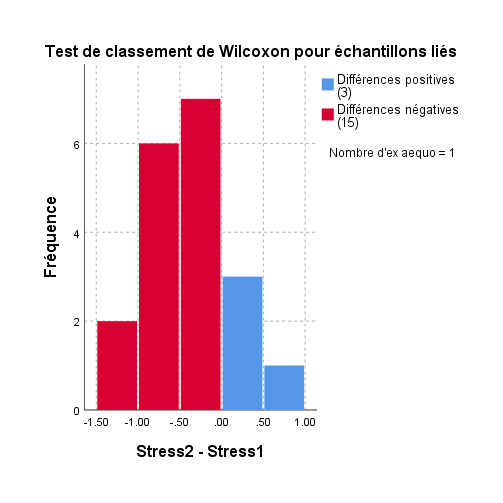 Test de classement de Wilcoxon pour échantillons liés
Différences positives
(3)
Différences négatives
(15)
Nombre d'ex aequo = 1
Fréquence
6
4
2
0
-1.50 -1.00 -.50 .00 .50 1.00
Stress2 - Stress1